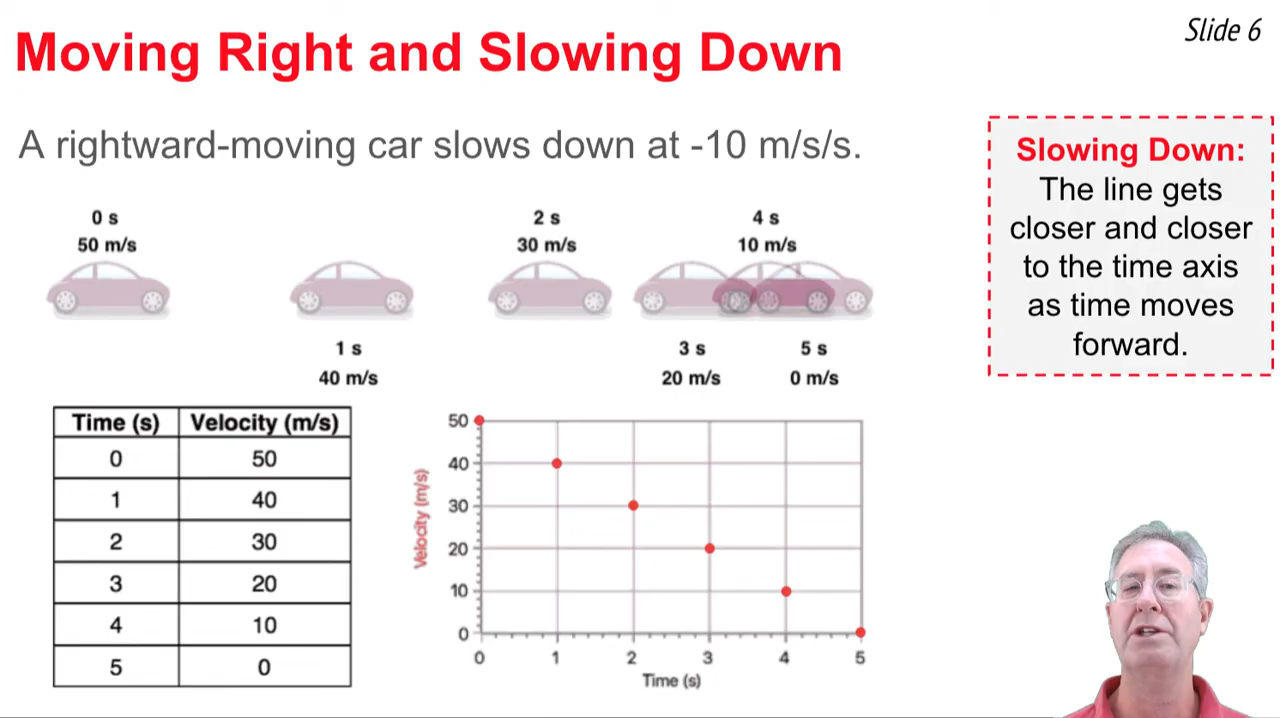 Slide 6
Moving Right and Slowing Down
A rightward-moving car slows down at -10 m/s/s.
Slowing Down:
The line gets
closer and closer
to the time axis
as time moves
forward.
0 s
50 m/s
2 s
30 m/s
4 s
10 m/s
1 s
40 m/s
3 s
20 m/s
5 s
0 m/s
Time (s) Velocity (m/s)
0 50
1 40
2 30
3 20
4 10
5 0
Velocity (m/s)
50
40
30
20
10
0
0 1 2 3 4 5
Time (s)